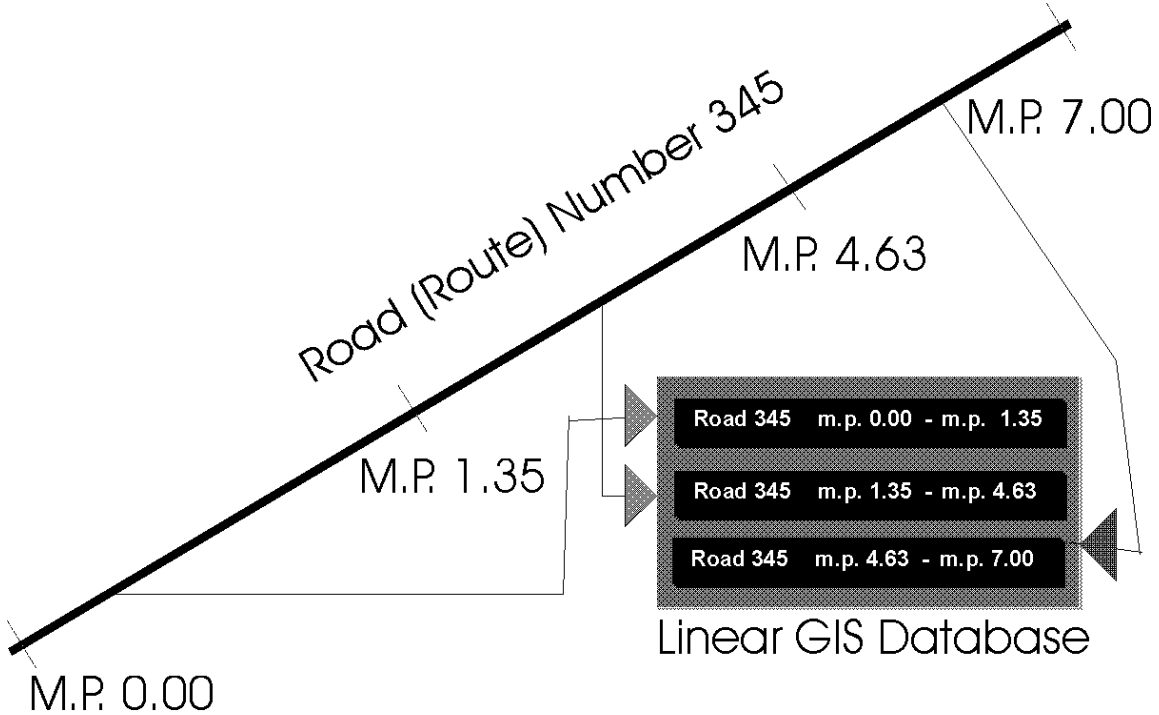 Road (Route) Number 345
M.P. 7.00
M.P. 4.63
M.P. 1.35
M.P. 0.00
Road 345 m.p. 0.00 - m.p. 1.35
Road 345 m.p. 1.35 - m.p. 4.63
Road 345 m.p. 4.63 - m.p. 7.00
Linear GIS Database